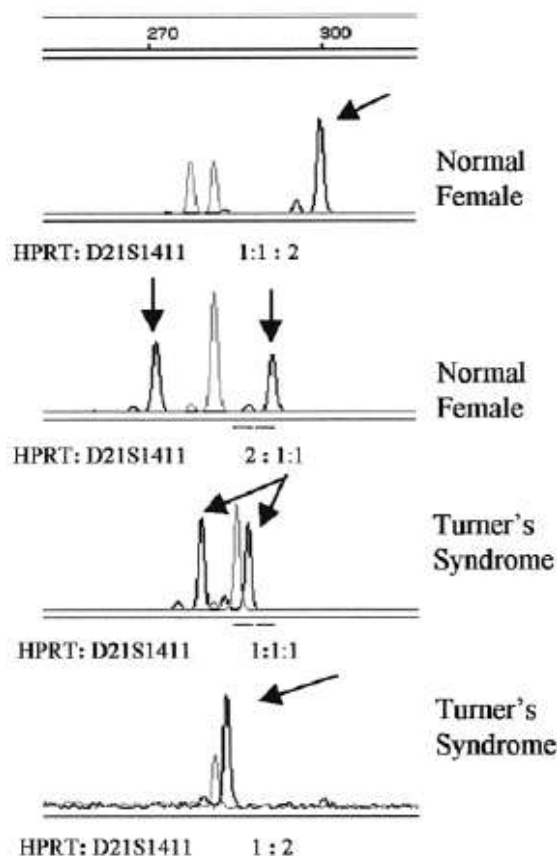 270 300
Normal
Female
HPRT: D21S1411 1:1 : 2
Normal
Female
HPRT: D21S1411 2 : 1:1
Turner's
Syndrome
HPRT: D21S1411 1:1:1
Turner's
Syndrome
HPRT: D21S1411 1 : 2